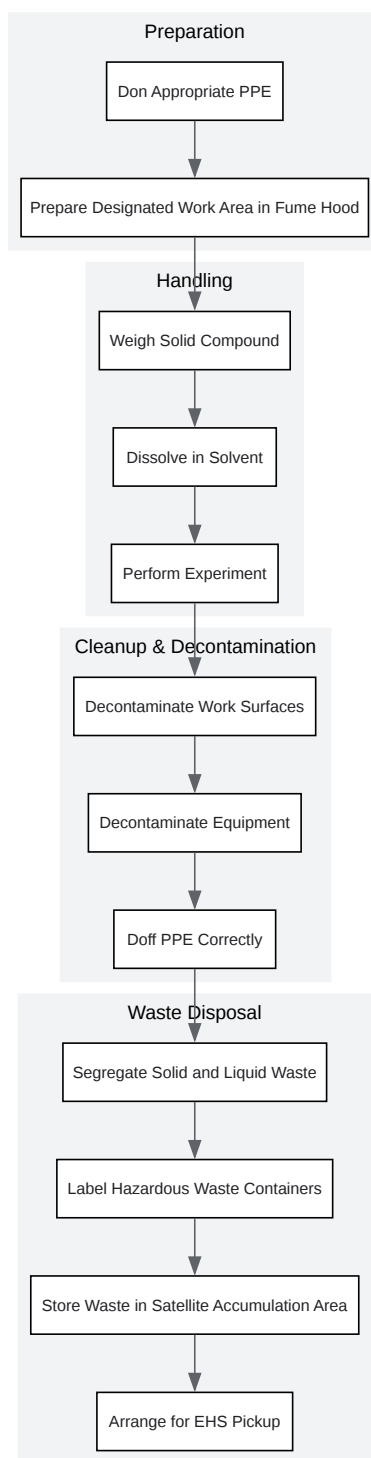 Preparation
Don Appropriate PPE
Prepare Designated Work Area in Fume Hood
Handling
Weigh Solid Compound
Dissolve in Solvent
Perform Experiment
Cleanup & Decontamination
Decontaminate Work Surfaces
Decontaminate Equipment
Doff PPE Correctly
Waste Disposal
Segregate Solid and Liquid Waste
Label Hazardous Waste Containers
Store Waste in Satellite Accumulation Area
Arrange for EHS Pickup